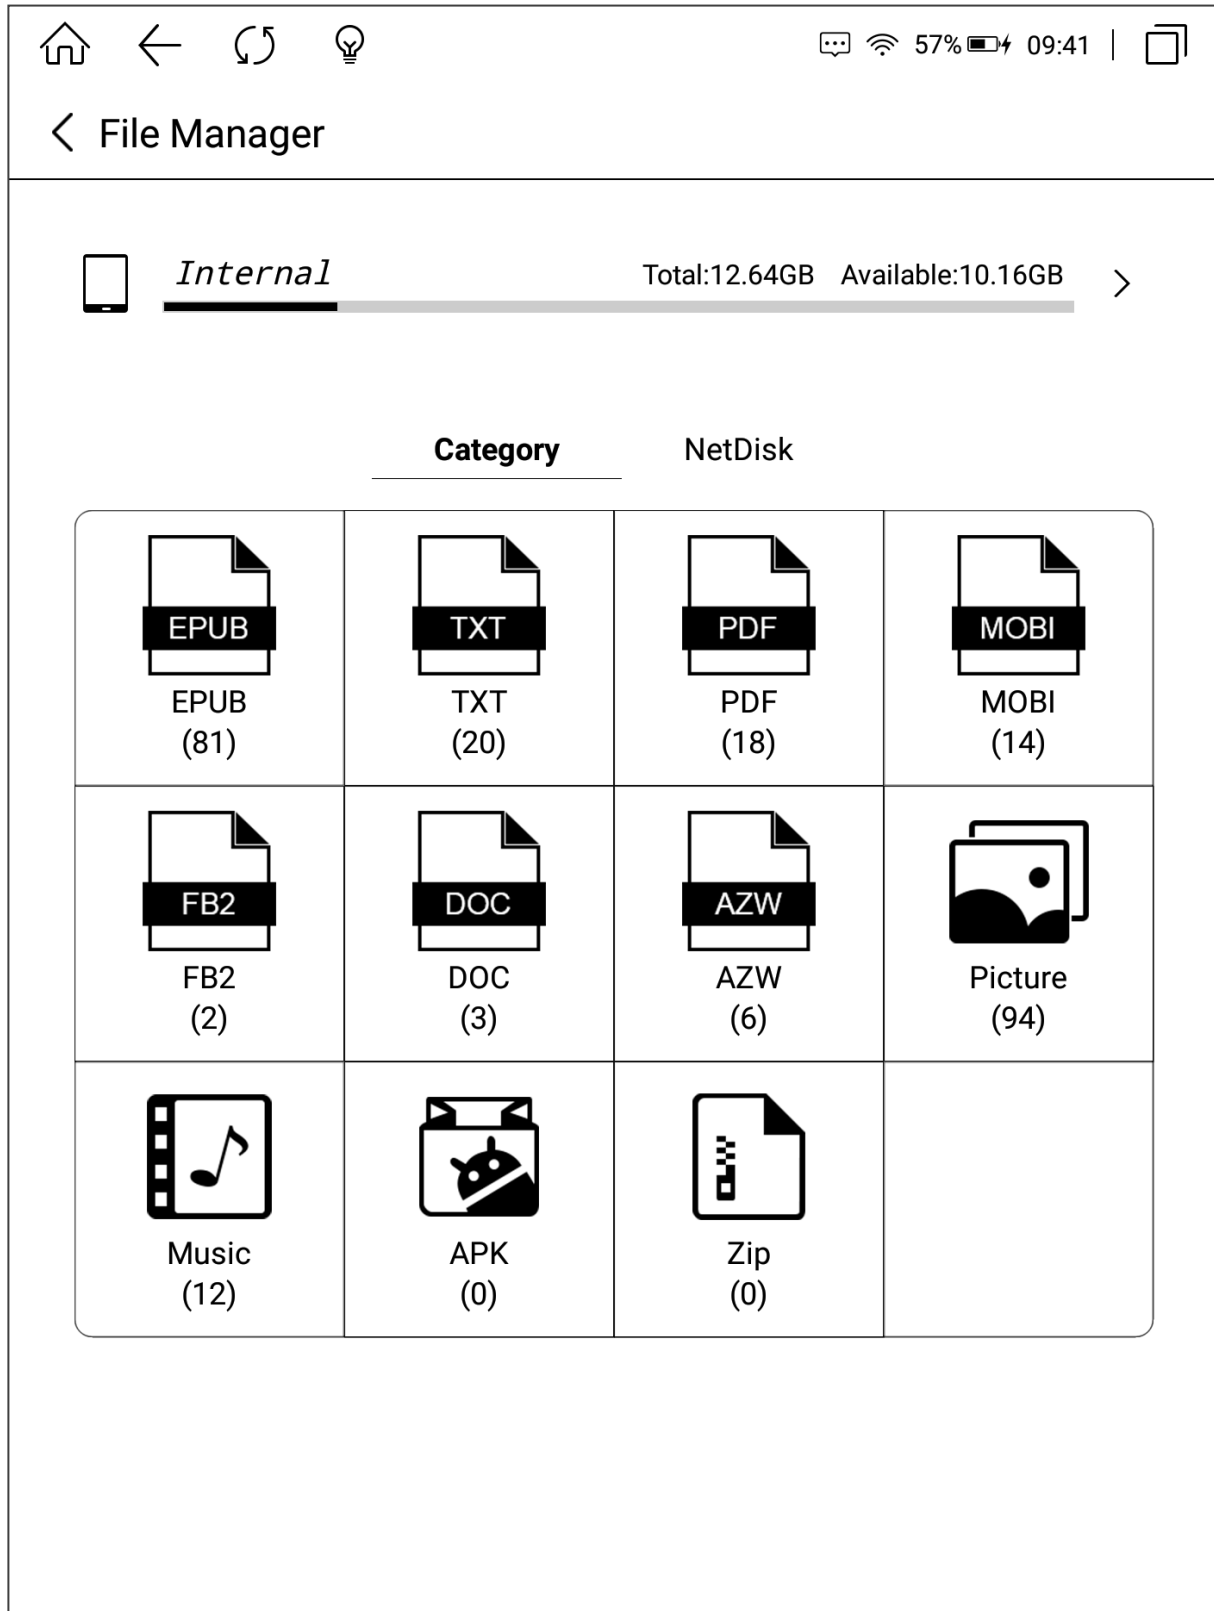 57% 09:41
File Manager
Internal Total:12.64GB Available:10.16GB
Category NetDisk
EPUB TXT PDF MOBI
EPUB TXT PDF MOBI
(81) (20) (18) (14)
FB2 DOC AZW
FB2 DOC AZW Picture
(2) (3) (6) (94)
Music APK Zip
(12) (0) (0)